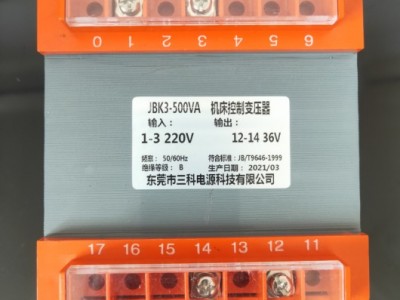 0 1 2 3 4 5 6
JBK3-500VA 机床控制变压器
输入： 输出：
1-3 220V 12-14 36V
频率：50/60Hz 符合标准：JB/T9646-1999
绝缘等级：B 生产日期：2021/03
东莞市三科电源科技有限公司
17 16 15 14 13 12 11